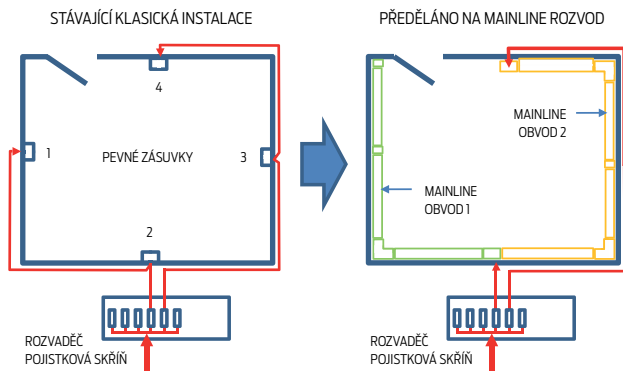 STÁVAJÍCÍ KLASICKÁ INSTALACE
4
1
PEVNÉ ZÁSUVKY
3
2
ROZVADĚČ
POJISTKOVÁ SKŘÍŇ
PŘEDĚLÁNO NA MAINLINE ROZVOD
MAINLINE
OBVOD 2
MAINLINE
OBVOD 1
ROZVADĚČ
POJISTKOVÁ SKŘÍŇ